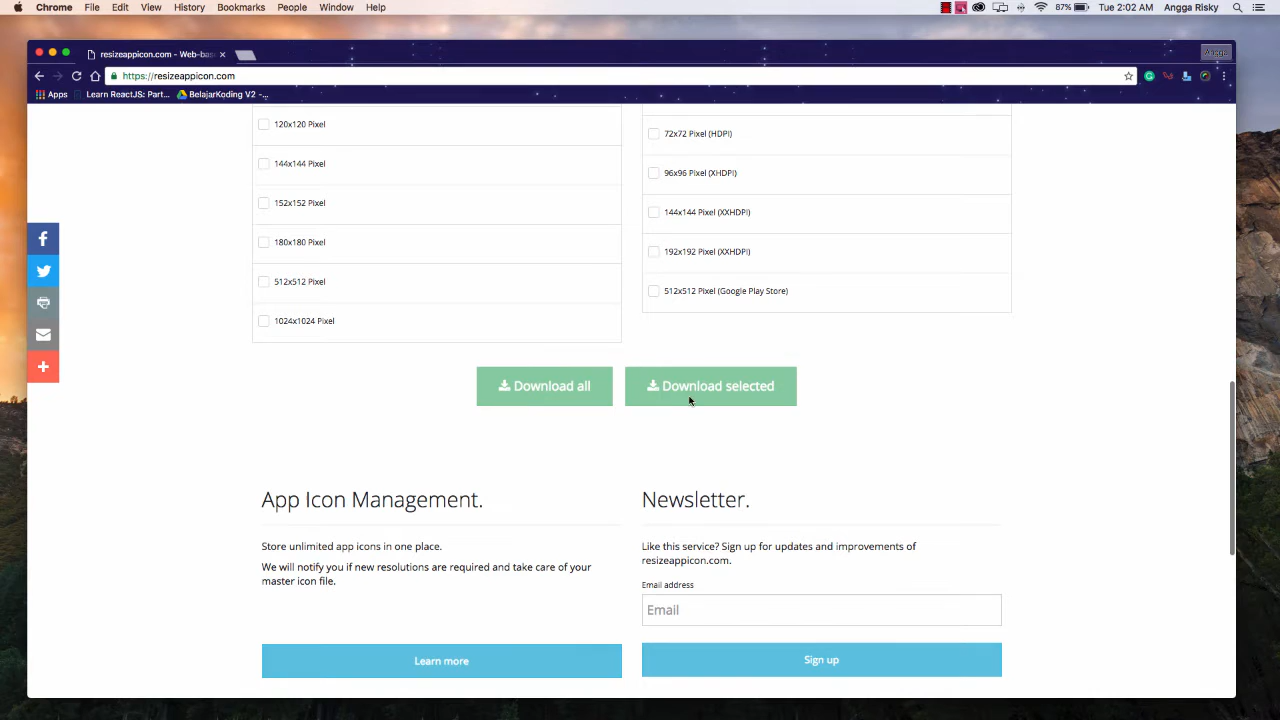 Chrome File Edit View History Bookmarks People Window Help 87% Tue 2:02 AM Angga Risky
resizeappicon.com - Web-bas
Angga
https://resizeappicon.com
Apps Learn ReactJS: Part... BelajarKoding V2 -...
120x120 Pixel
144x144 Pixel
152x152 Pixel
180x180 Pixel
512x512 Pixel
1024x1024 Pixel
72x72 Pixel (HDPI)
96x96 Pixel (XHDPI)
144x144 Pixel (XXHDPI)
192x192 Pixel (XXHDPI)
512x512 Pixel (Google Play Store)
Download all Download selected
App Icon Management.
Store unlimited app icons in one place.
We will notify you if new resolutions are required and take care of your
master icon file.
Learn more
Newsletter.
Like this service? Sign up for updates and improvements of
resizeappicon.com.
Email address
Email
Sign up